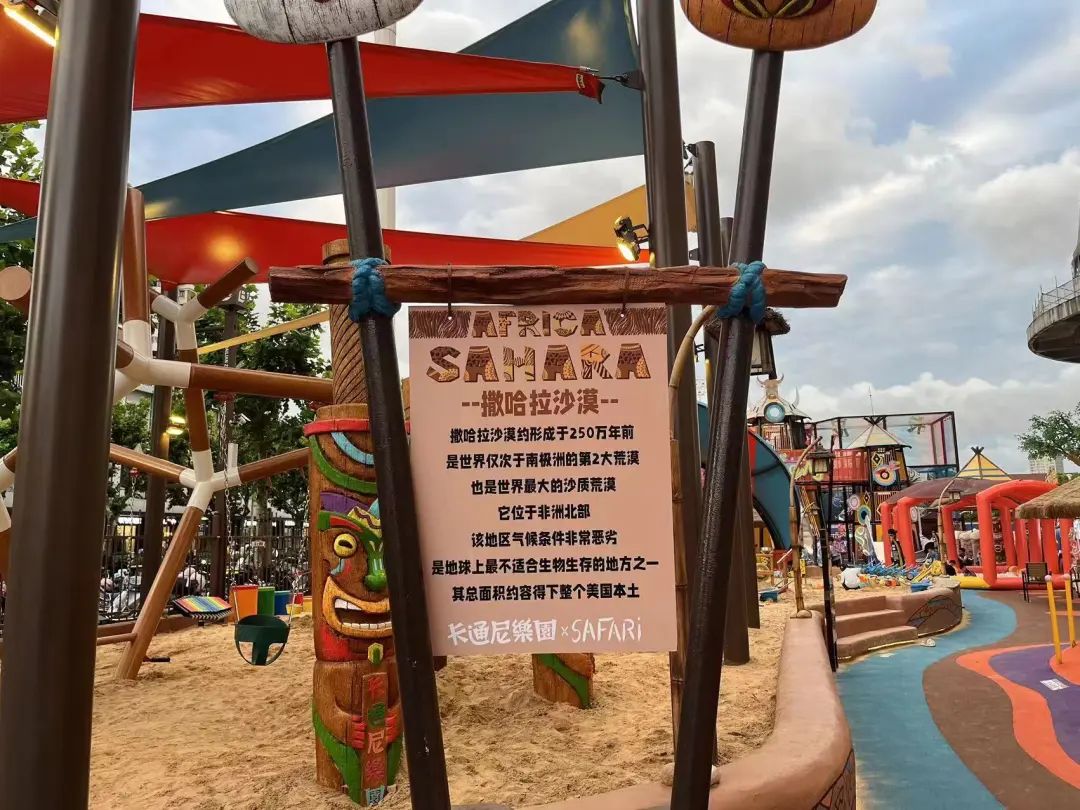 AFRICA
SAHARA
--撒哈拉沙漠--
撒哈拉沙漠约形成于250万年前
是世界仅次于南极洲的第2大荒漠
也是世界最大的沙质荒漠
它位于非洲北部
该地区气候条件非常恶劣
是地球上最不适合生物生存的地方之一
其总面积约容得下整个美国本土
卡通尼樂園×SAFARi
卡通尼樂園